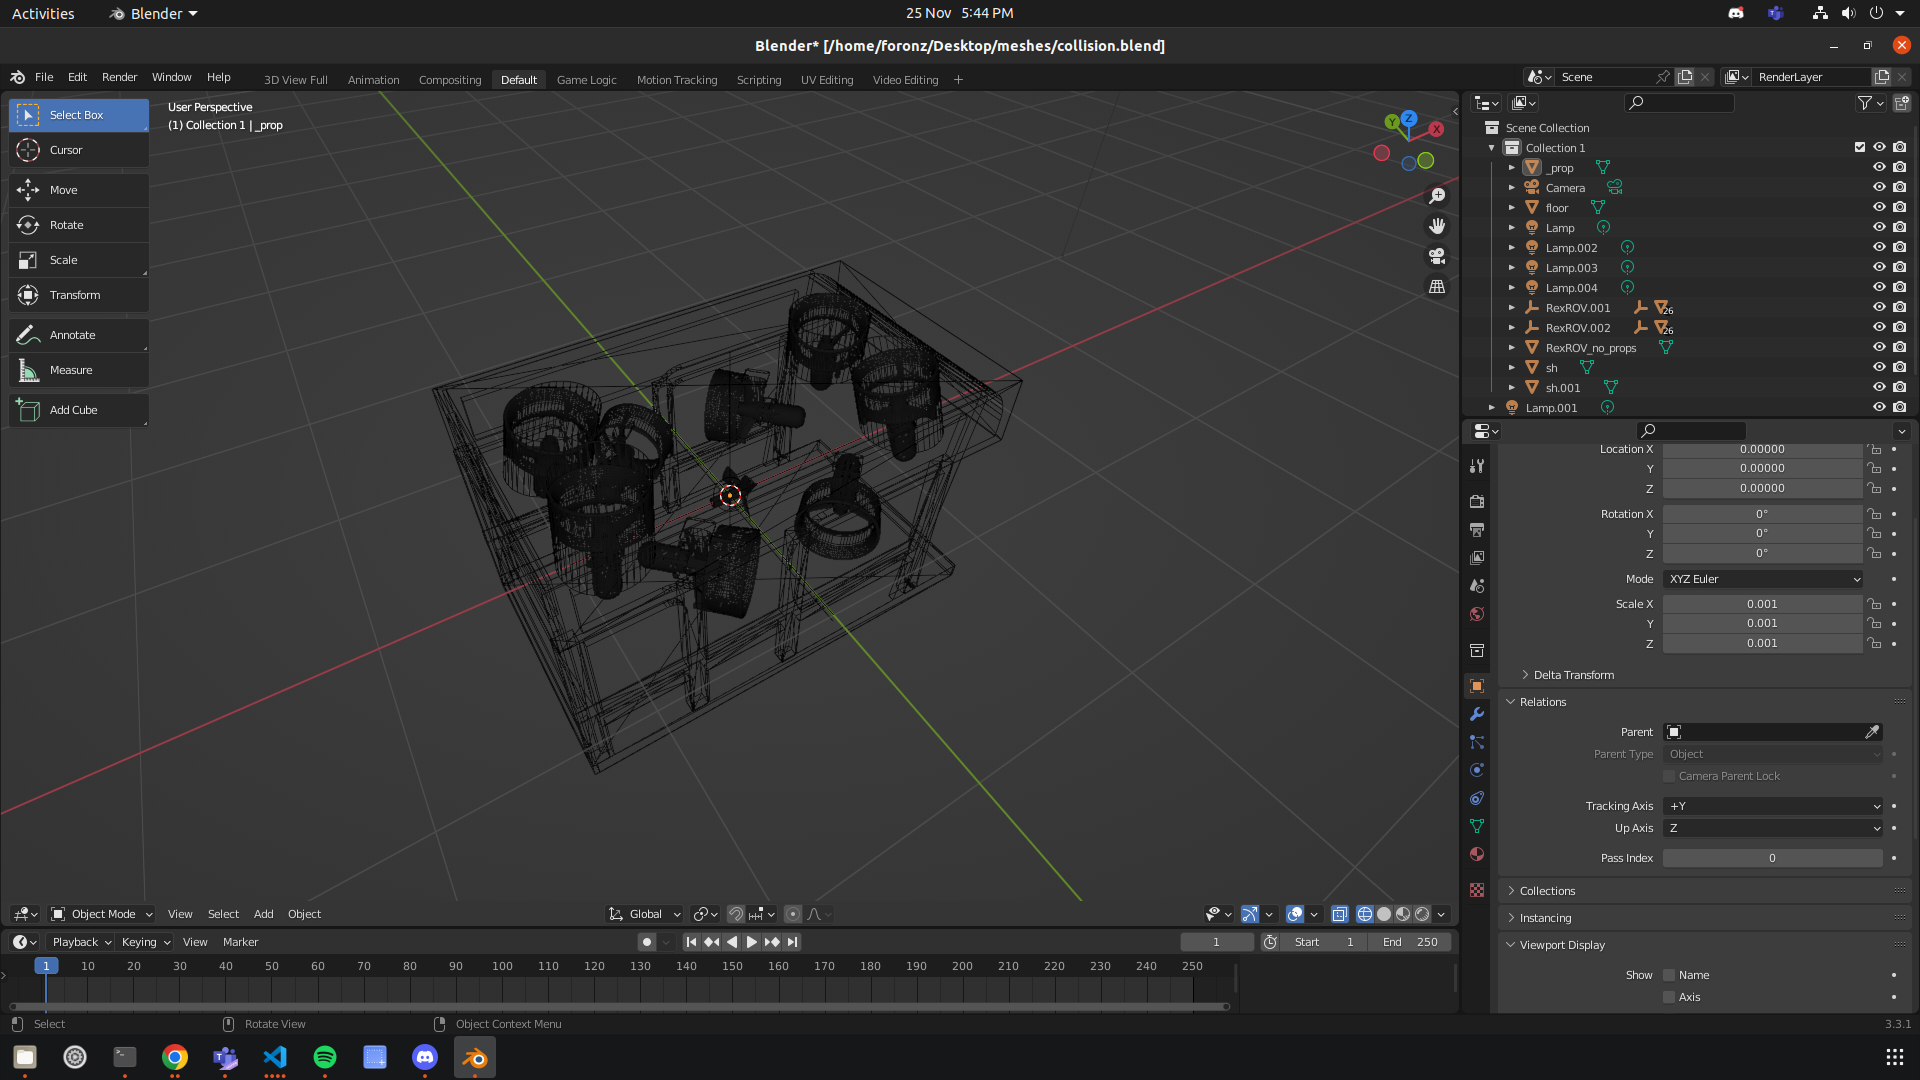 Activities
Blender
25 Nov 5:44 PM
Blender* [/home/foronz/Desktop/meshes/collision.blend]
File Edit Render Window Help
3D View Full Animation Compositing Default Game Logic Motion Tracking Scripting UV Editing Video Editing +
Scene
RenderLayer
Select Box
Cursor
Move
Rotate
Scale
Transform
Annotate
Measure
Add Cube
User Perspective
(1) Collection 1 | _prop
Z
Y
X
Scene Collection
Collection 1
_prop
Camera
floor
Lamp
Lamp.002
Lamp.003
Lamp.004
RexROV.001 26
RexROV.002 26
RexROV_no_props
sh
sh.001
Lamp.001
Location X 0.00000
Y 0.00000
Z 0.00000
Rotation X 0°
Y 0°
Z 0°
Mode XYZ Euler
Scale X 0.001
Y 0.001
Z 0.001
Delta Transform
Relations
Parent
Parent Type Object
Camera Parent Lock
Tracking Axis +Y
Up Axis Z
Pass Index 0
Collections
Instancing
Viewport Display
Show Name
Axis
Object Mode View Select Add Object
Global
Playback Keying View Marker
1
Start 1
End 250
1 10 20 30 40 50 60 70 80 90 100 110 120 130 140 150 160 170 180 190 200 210 220 230 240 250
Select
Rotate View
Object Context Menu
3.3.1